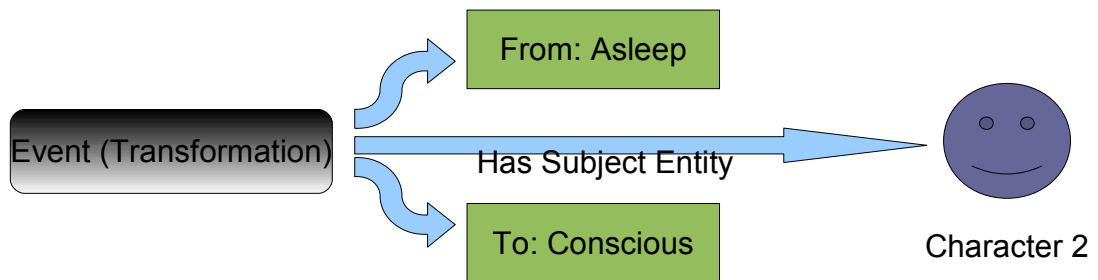 From: Asleep
Event (Transformation)
Has Subject Entity
To: Conscious
Character 2